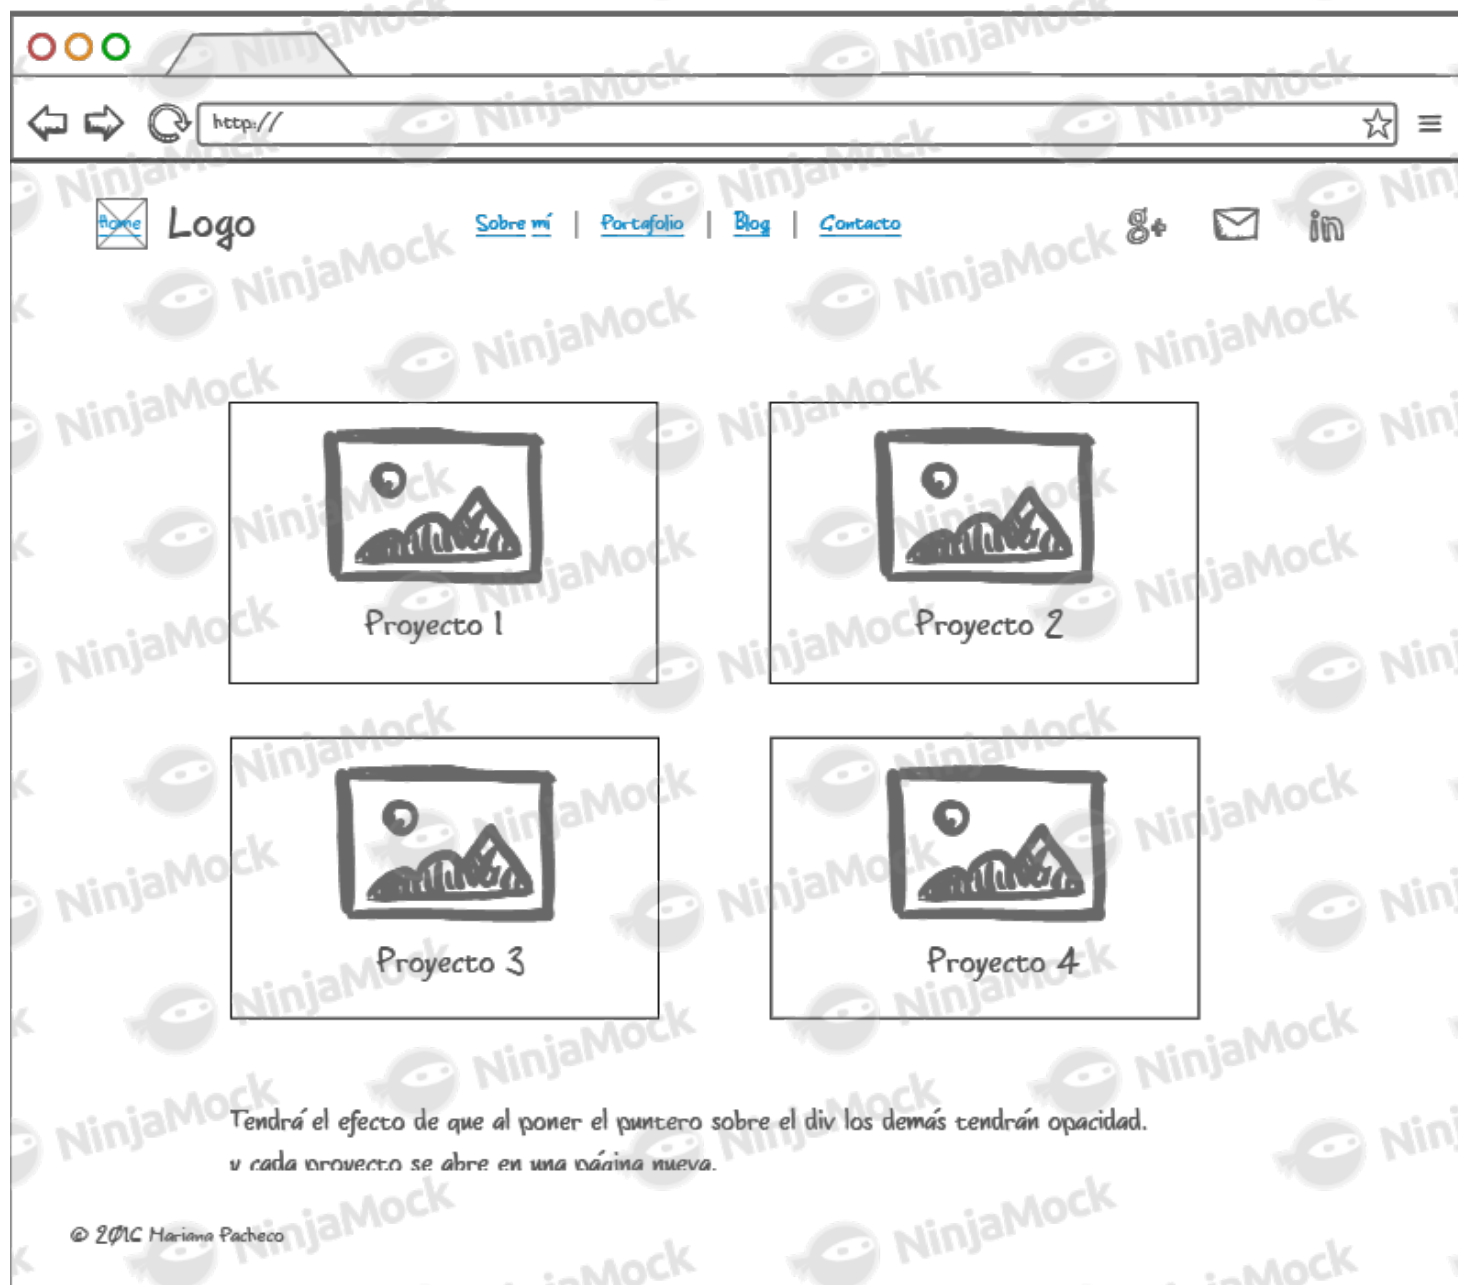 http://
Home
Logo
Sobre mí | Portafolio | Blog | Contacto
g+ in
Proyecto 1
Proyecto 2
Proyecto 3
Proyecto 4
Tendrá el efecto de que al poner el puntero sobre el div los demás tendrán opacidad.
y cada proyecto se abre en una página nueva.
© 2016 Mariana Pacheco
NinjaMock